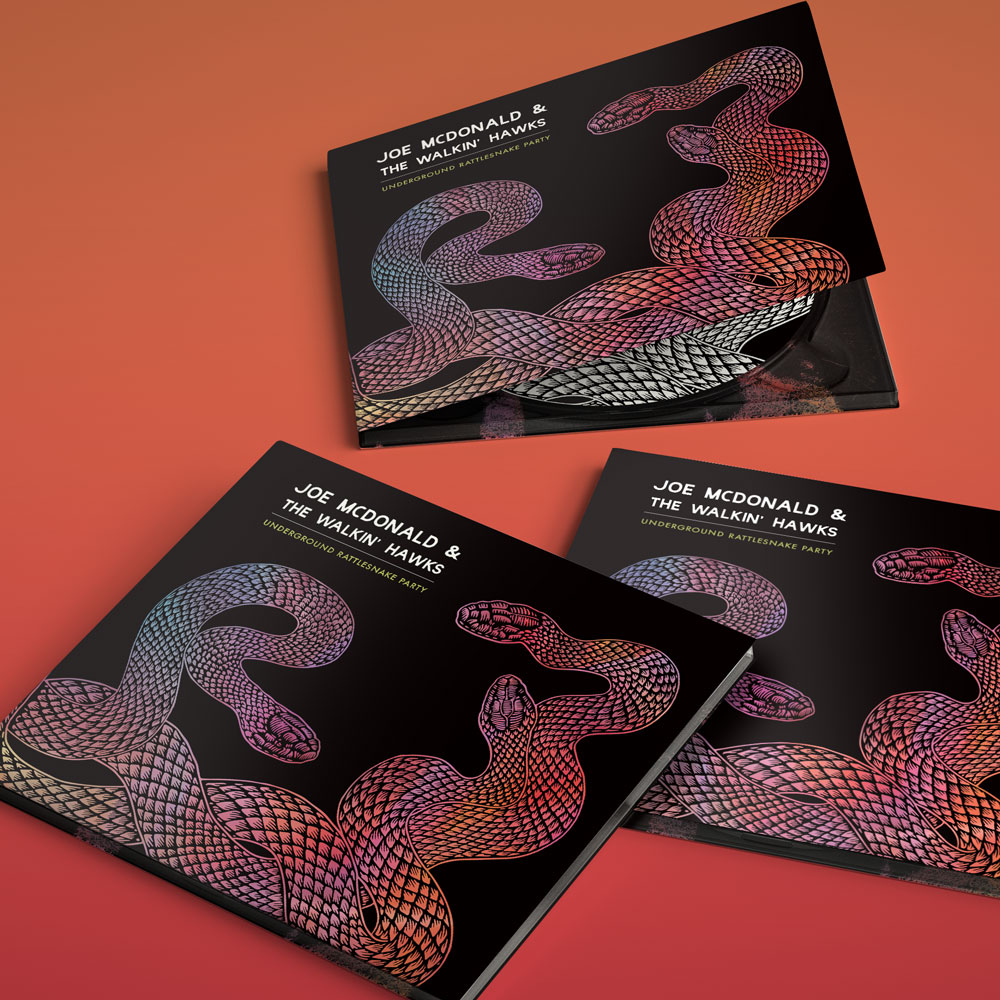 JOE MCDONALD &
THE WALKIN' HAWKS
UNDERGROUND RATTLESNAKE PARTY
JOE MCDONALD &
THE WALKIN' HAWKS
UNDERGROUND RATTLESNAKE PARTY
JOE MCDONALD &
THE WALKIN' HAWKS
UNDERGROUND RATTLESNAKE PARTY